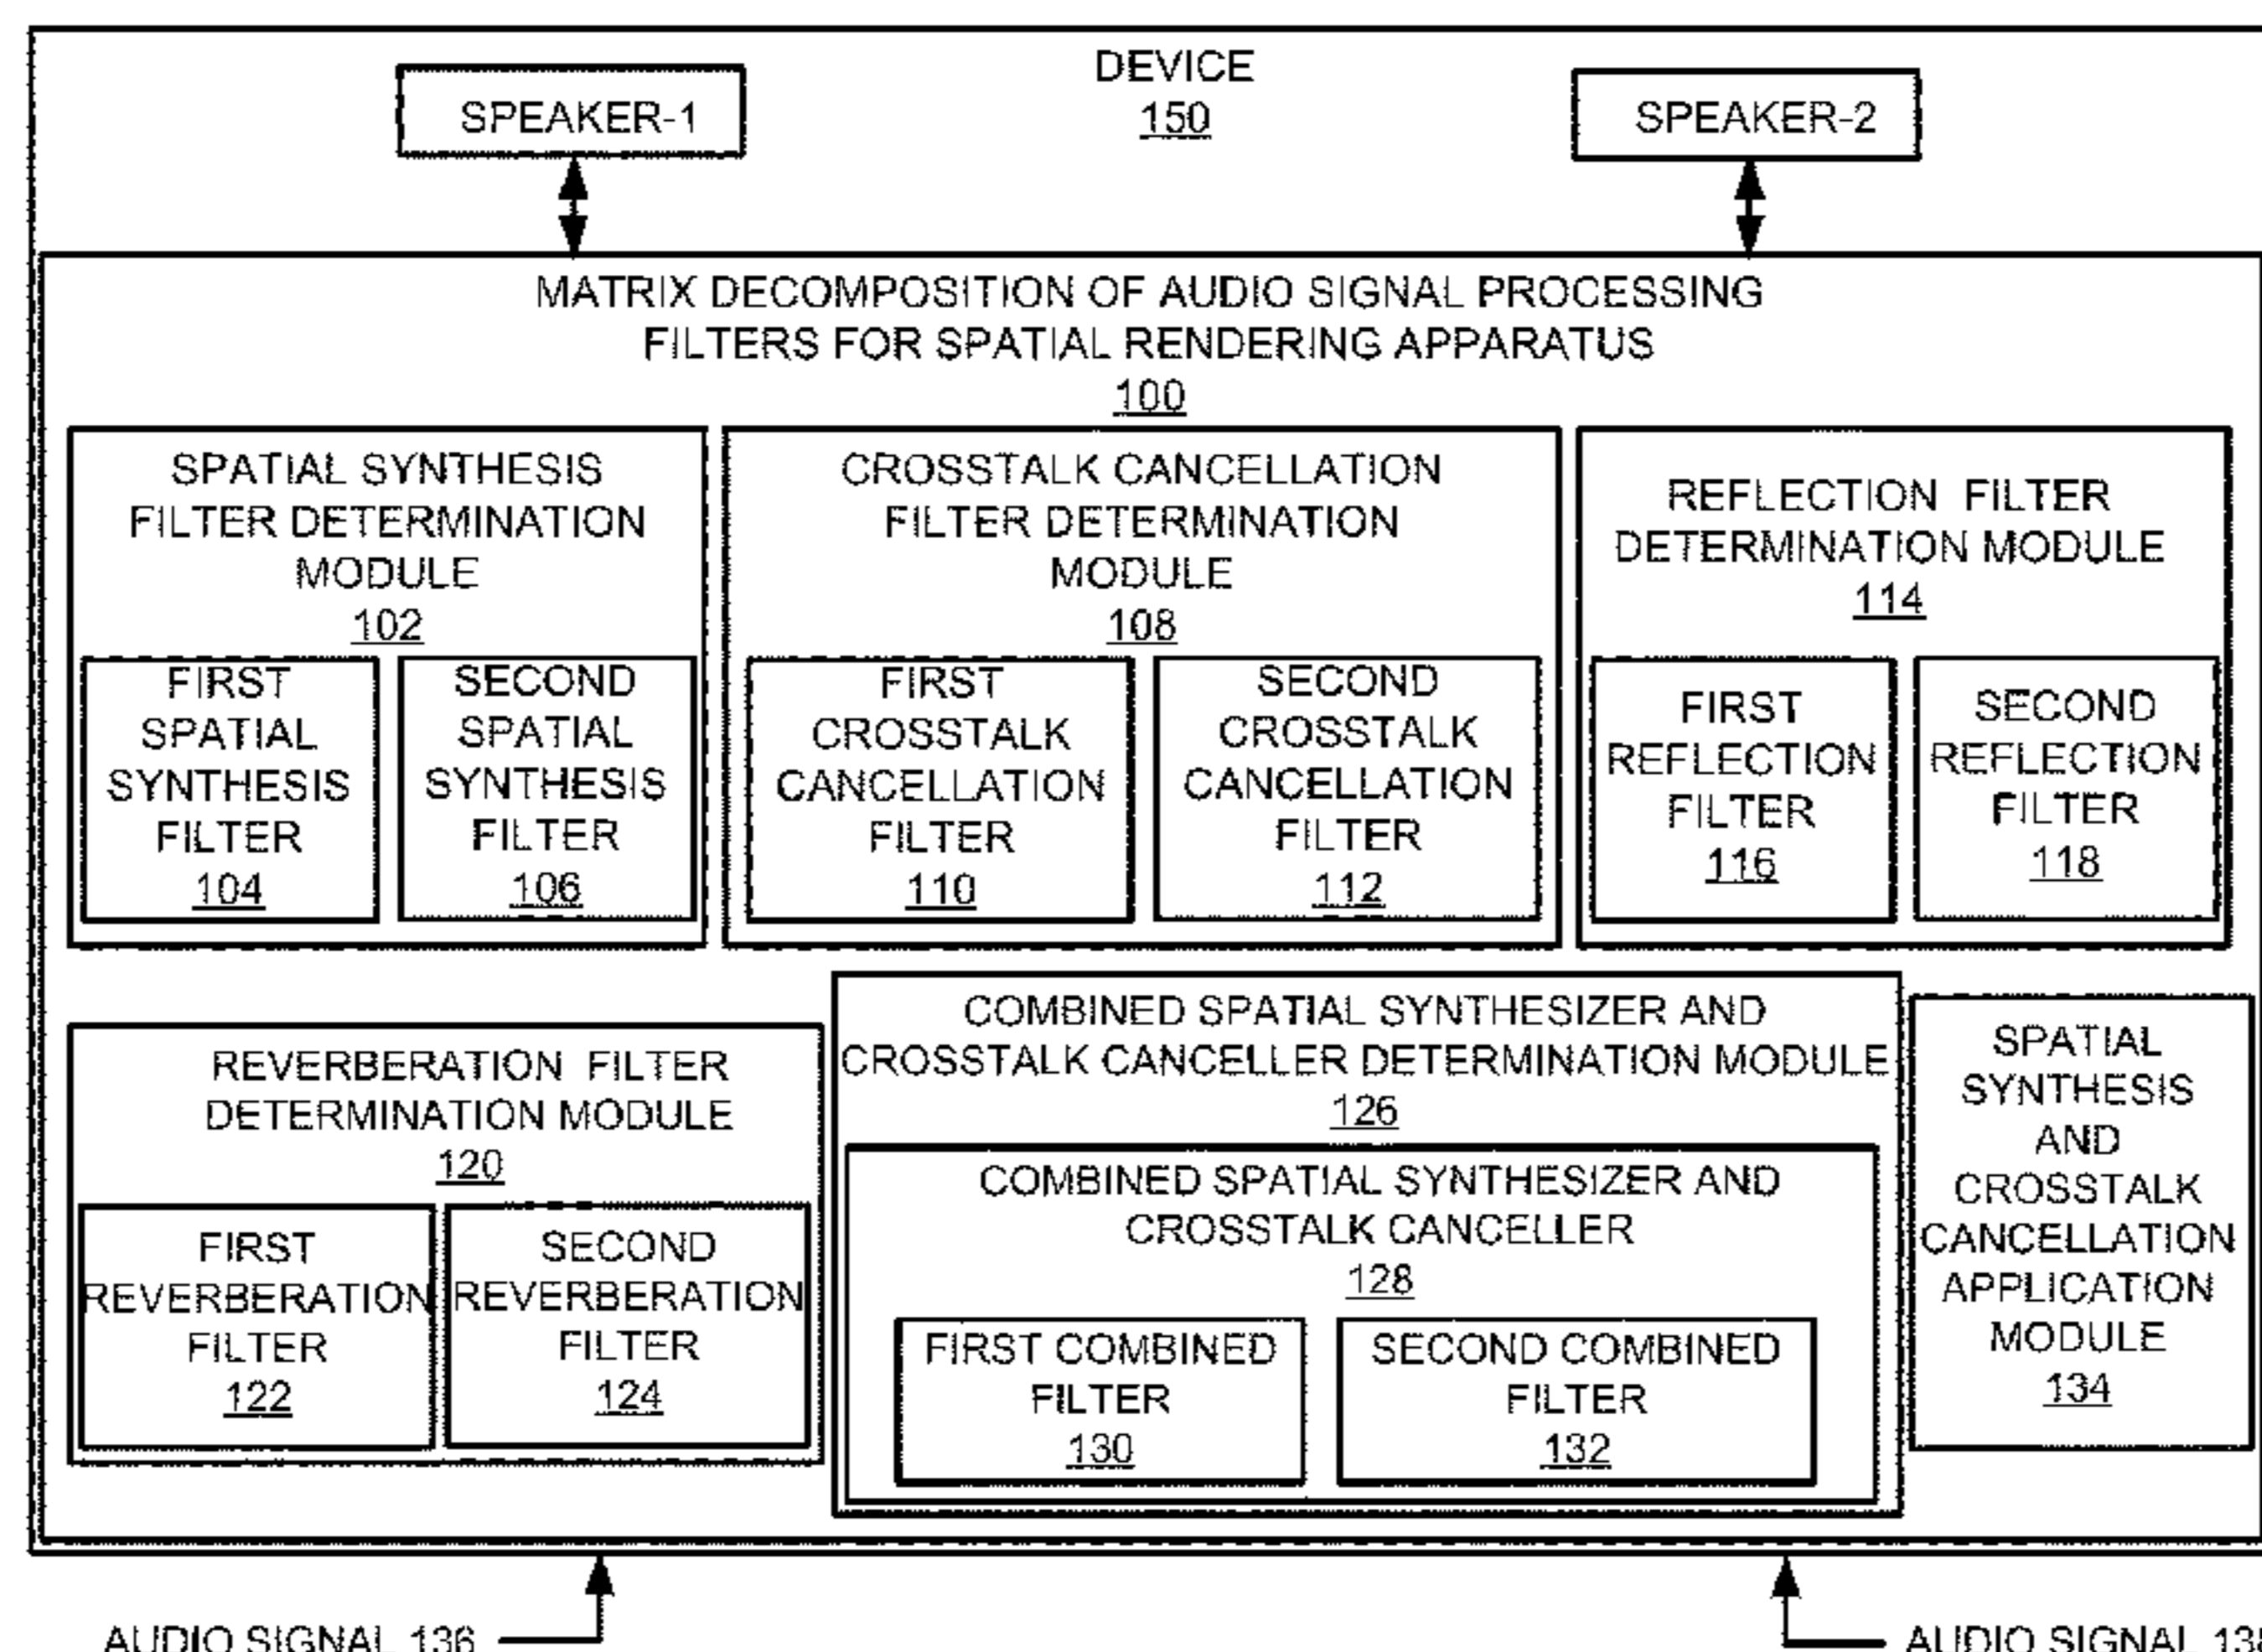 DEVICE
150
SPEAKER-1
SPEAKER-2
MATRIX DECOMPOSITION OF AUDIO SIGNAL PROCESSING
FILTERS FOR SPATIAL RENDERING APPARATUS
100
SPATIAL SYNTHESIS
FILTER DETERMINATION
MODULE
102
FIRST
SPATIAL
SYNTHESIS
FILTER
104
SECOND
SPATIAL
SYNTHESIS
FILTER
106
CROSSTALK CANCELLATION
FILTER DETERMINATION
MODULE
108
FIRST
CROSSTALK
CANCELLATION
FILTER
110
SECOND
CROSSTALK
CANCELLATION
FILTER
112
REFLECTION FILTER
DETERMINATION MODULE
114
FIRST
REFLECTION
FILTER
116
SECOND
REFLECTION
FILTER
118
REVERBERATION FILTER
DETERMINATION MODULE
120
FIRST
REVERBERATION
FILTER
122
SECOND
REVERBERATION
FILTER
124
COMBINED SPATIAL SYNTHESIZER AND
CROSSTALK CANCELLER DETERMINATION MODULE
126
COMBINED SPATIAL SYNTHESIZER AND
CROSSTALK CANCELLER
128
FIRST COMBINED
FILTER
130
SECOND COMBINED
FILTER
132
SPATIAL
SYNTHESIS
AND
CROSSTALK
CANCELLATION
APPLICATION
MODULE
134
AUDIO SIGNAL 136
AUDIO SIGNAL